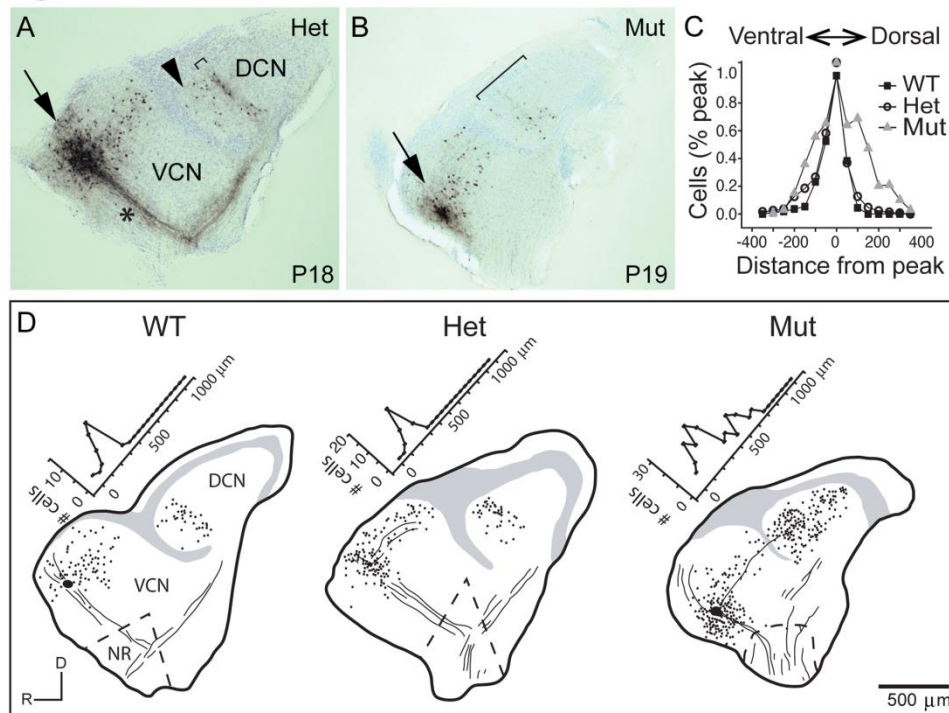 A
Het
DCN
VCN
*
P18
B
Mut
P19
C
Ventral
Dorsal
WT
Het
Mut
Cells (% peak)
1.0
0.8
0.6
0.4
0.2
0.0
-400
-200
0
200
400
Distance from peak
D
WT
Het
Mut
# cells
10
0
0
500
1000 μm
DCN
VCN
NR
D
R
# cells
20
10
0
0
500
1000 μm
# cells
30
0
0
500
1000 μm
500 μm